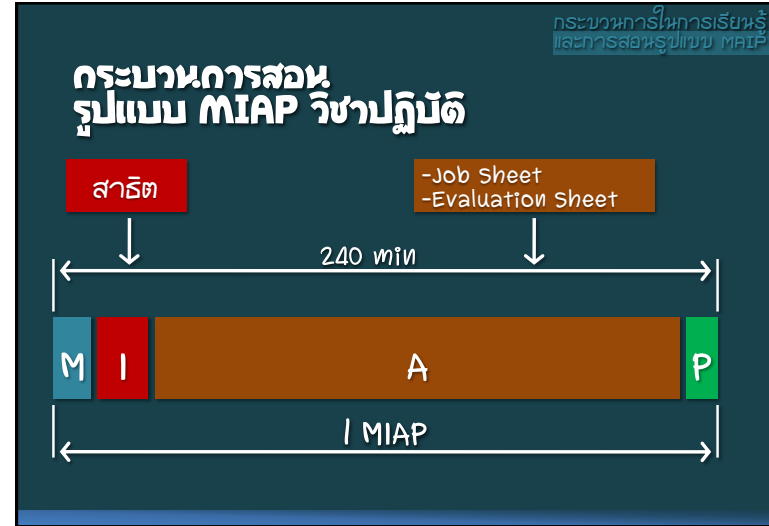 กระบวนการในการเรียนรู้
และการสอนรูปแบบ MAIP
กระบวนการสอน
รูปแบบ MIAP วิชาปฏิบัติ
สาธิต
-Job Sheet
-Evaluation Sheet
240 min
M I A P
1 MIAP